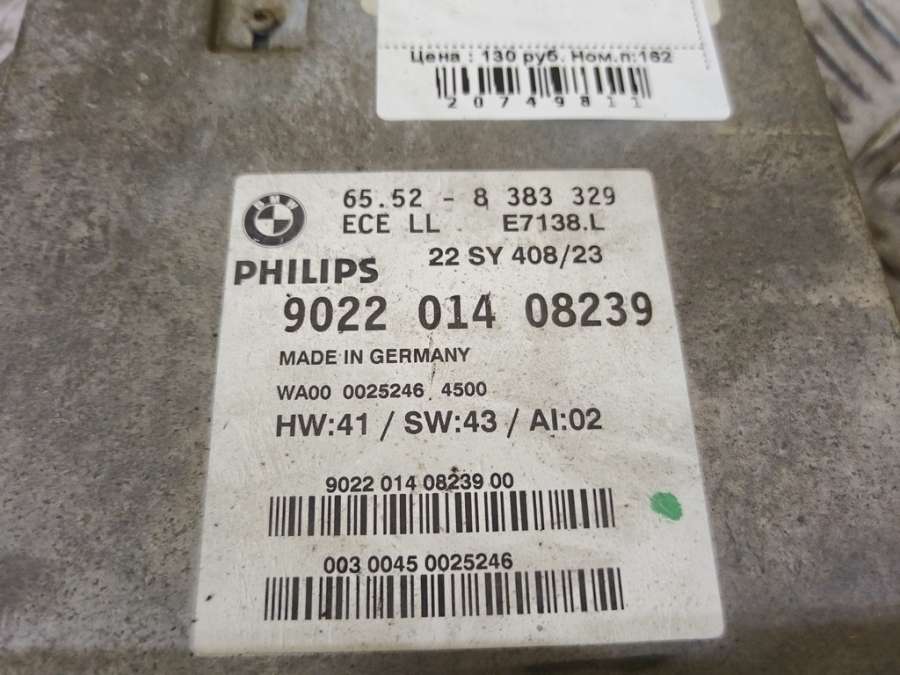 Цена : 130 руб. Ном.п:162
20749811
BMW
65.52 - 8 383 329
ECE LL E7138.L
22 SY 408/23
PHILIPS
9022 014 08239
MADE IN GERMANY
WA00 0025246 4500
HW:41 / SW:43 / AI:02
9022 014 08239 00
003 0045 0025246